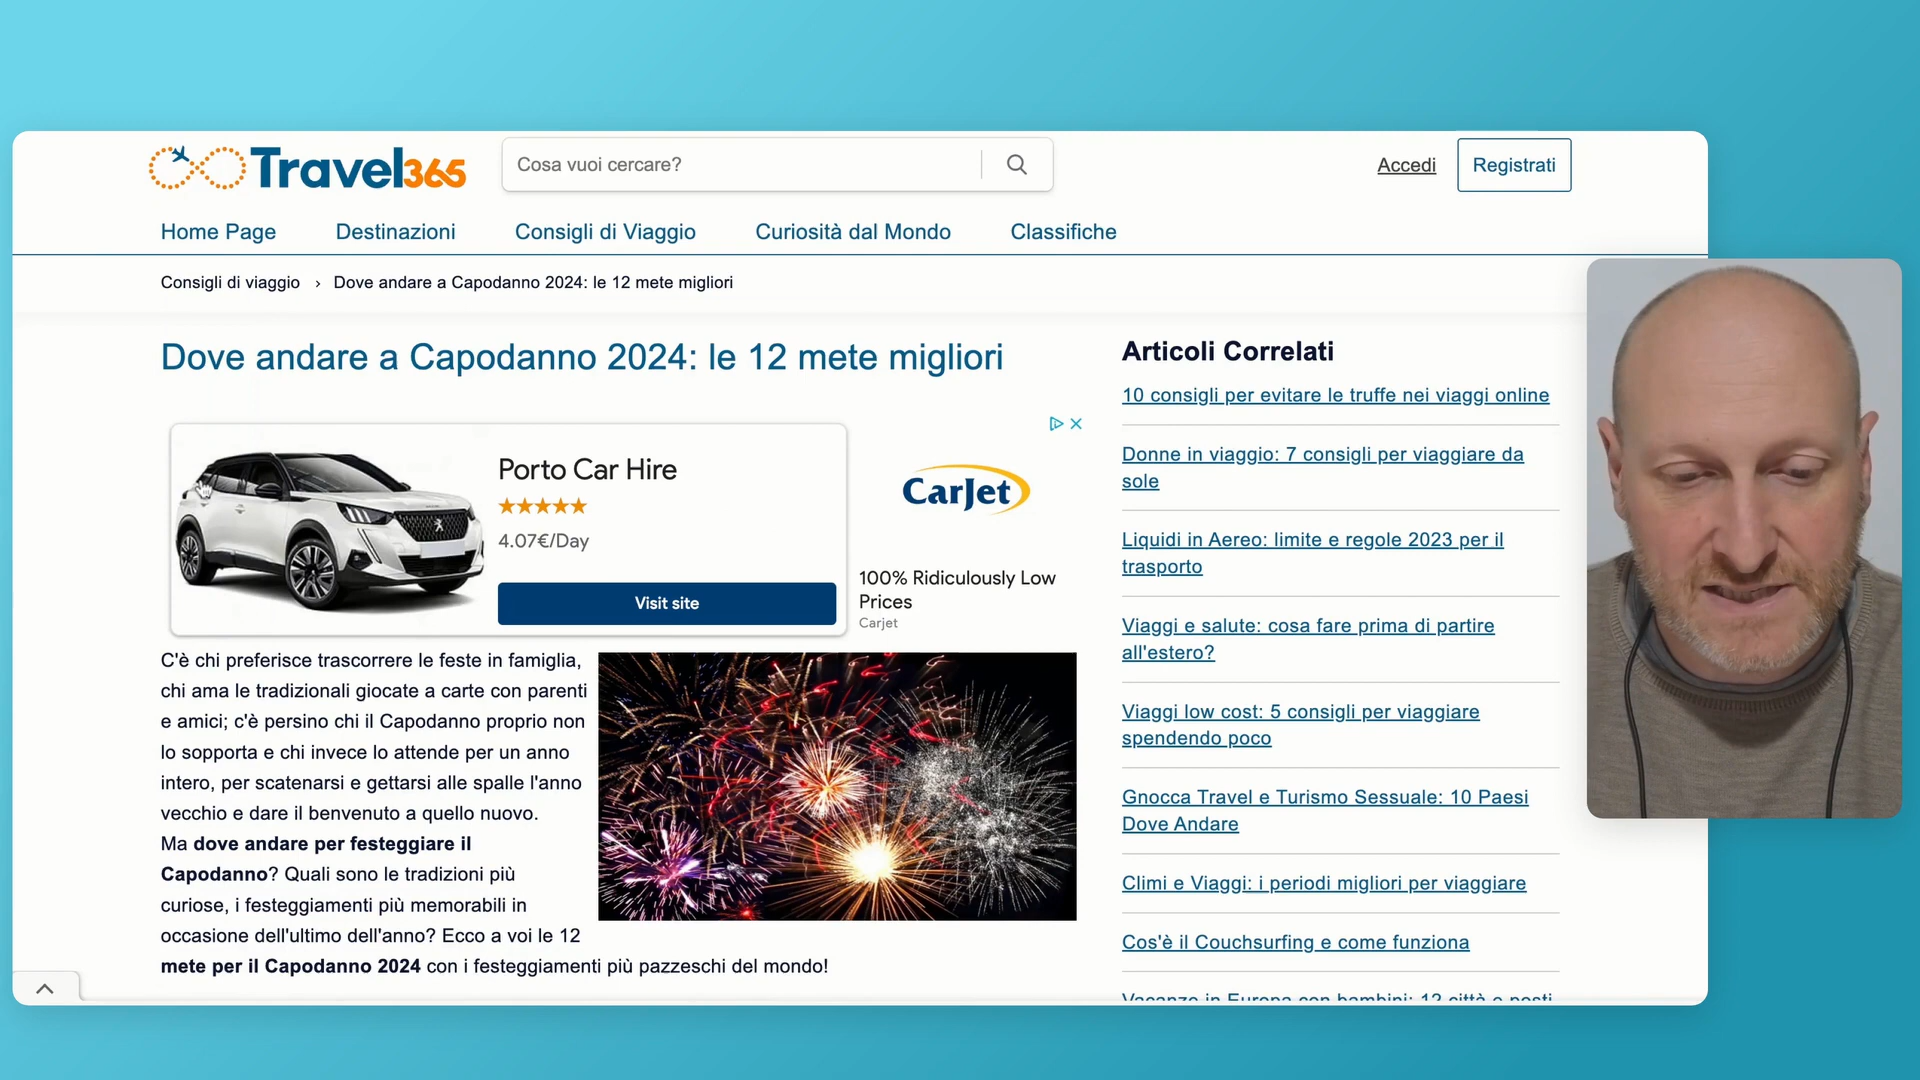 Travel365
Cosa vuoi cercare?
Accedi
Registrati
Home Page
Destinazioni
Consigli di Viaggio
Curiosità dal Mondo
Classifiche
Consigli di viaggio › Dove andare a Capodanno 2024: le 12 mete migliori
Dove andare a Capodanno 2024: le 12 mete migliori
Porto Car Hire
4.07€/Day
Visit site
CarJet
100% Ridiculously Low
Prices
Carjet
C'è chi preferisce trascorrere le feste in famiglia,
chi ama le tradizionali giocate a carte con parenti
e amici; c'è persino chi il Capodanno proprio non
lo sopporta e chi invece lo attende per un anno
intero, per scatenarsi e gettarsi alle spalle l'anno
vecchio e dare il benvenuto a quello nuovo.
Ma dove andare per festeggiare il
Capodanno? Quali sono le tradizioni più
curiose, i festeggiamenti più memorabili in
occasione dell'ultimo dell'anno? Ecco a voi le 12
mete per il Capodanno 2024 con i festeggiamenti più pazzeschi del mondo!
Articoli Correlati
10 consigli per evitare le truffe nei viaggi online
Donne in viaggio: 7 consigli per viaggiare da
sole
Liquidi in Aereo: limite e regole 2023 per il
trasporto
Viaggi e salute: cosa fare prima di partire
all'estero?
Viaggi low cost: 5 consigli per viaggiare
spendendo poco
Gnocca Travel e Turismo Sessuale: 10 Paesi
Dove Andare
Climi e Viaggi: i periodi migliori per viaggiare
Cos'è il Couchsurfing e come funziona
Vacanze in Europa con bambini: 12 città e posti